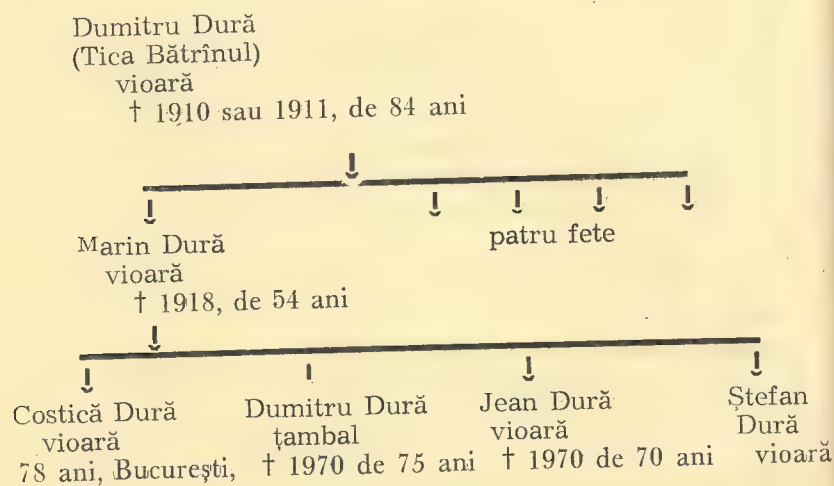 Dumitru Dură
(Tica Bătrînul)
vioară
† 1910 sau 1911, de 84 ani
Marin Dură
vioară
† 1918, de 54 ani
patru fete
Costică Dură
vioară
78 ani, București,
Dumitru Dură
țambal
† 1970 de 75 ani
Jean Dură
vioară
† 1970 de 70 ani
Ștefan
Dură
vioară